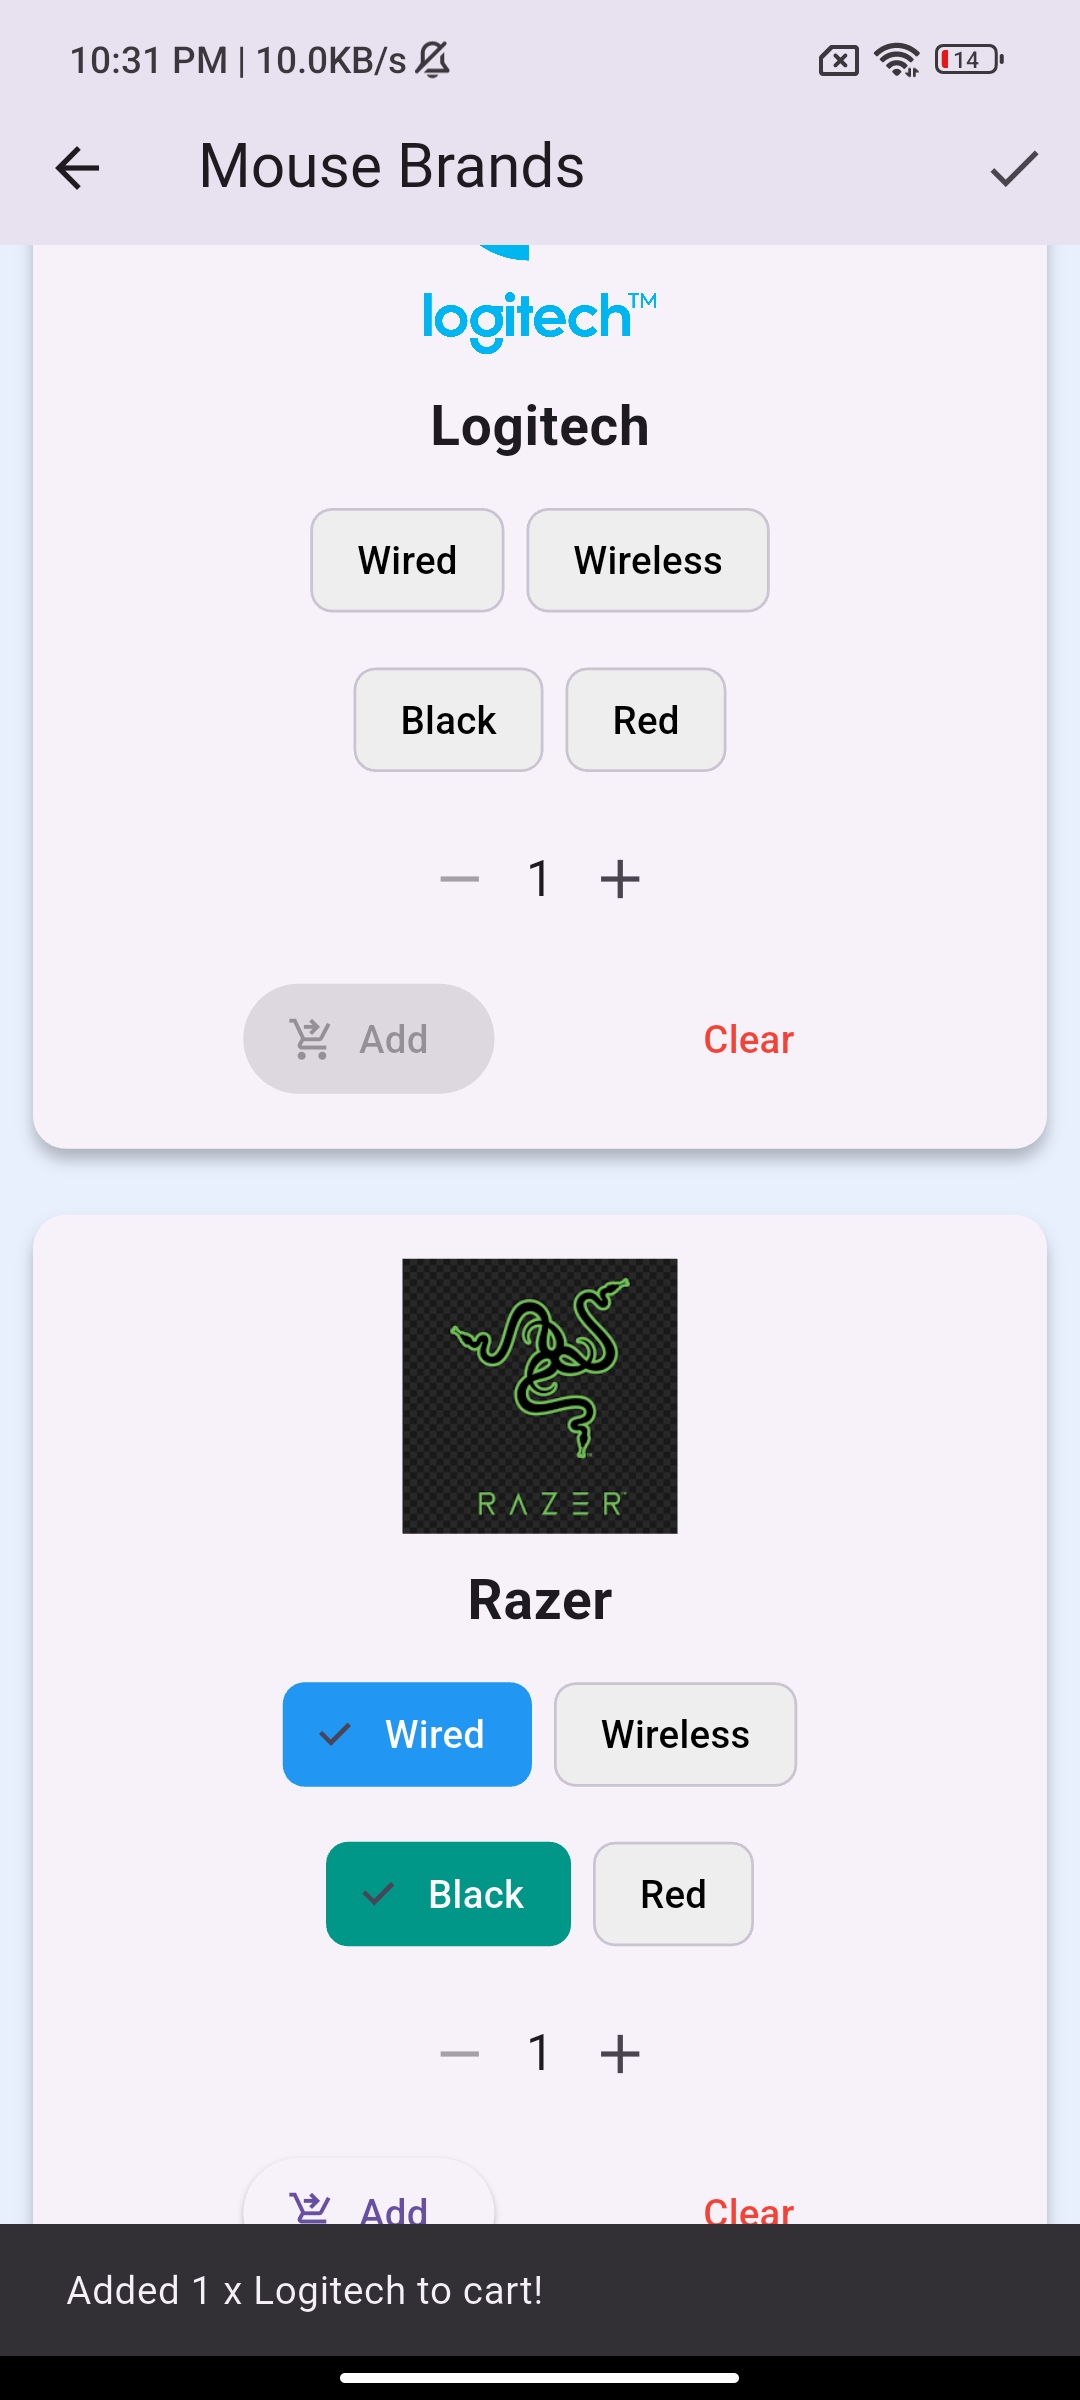 10:31 PM | 10.0KB/s
14
Mouse Brands
logitech™
Logitech
Wired Wireless
Black Red
1
Add Clear
RAZER
Razer
Wired Wireless
Black Red
1
Add Clear
Added 1 x Logitech to cart!